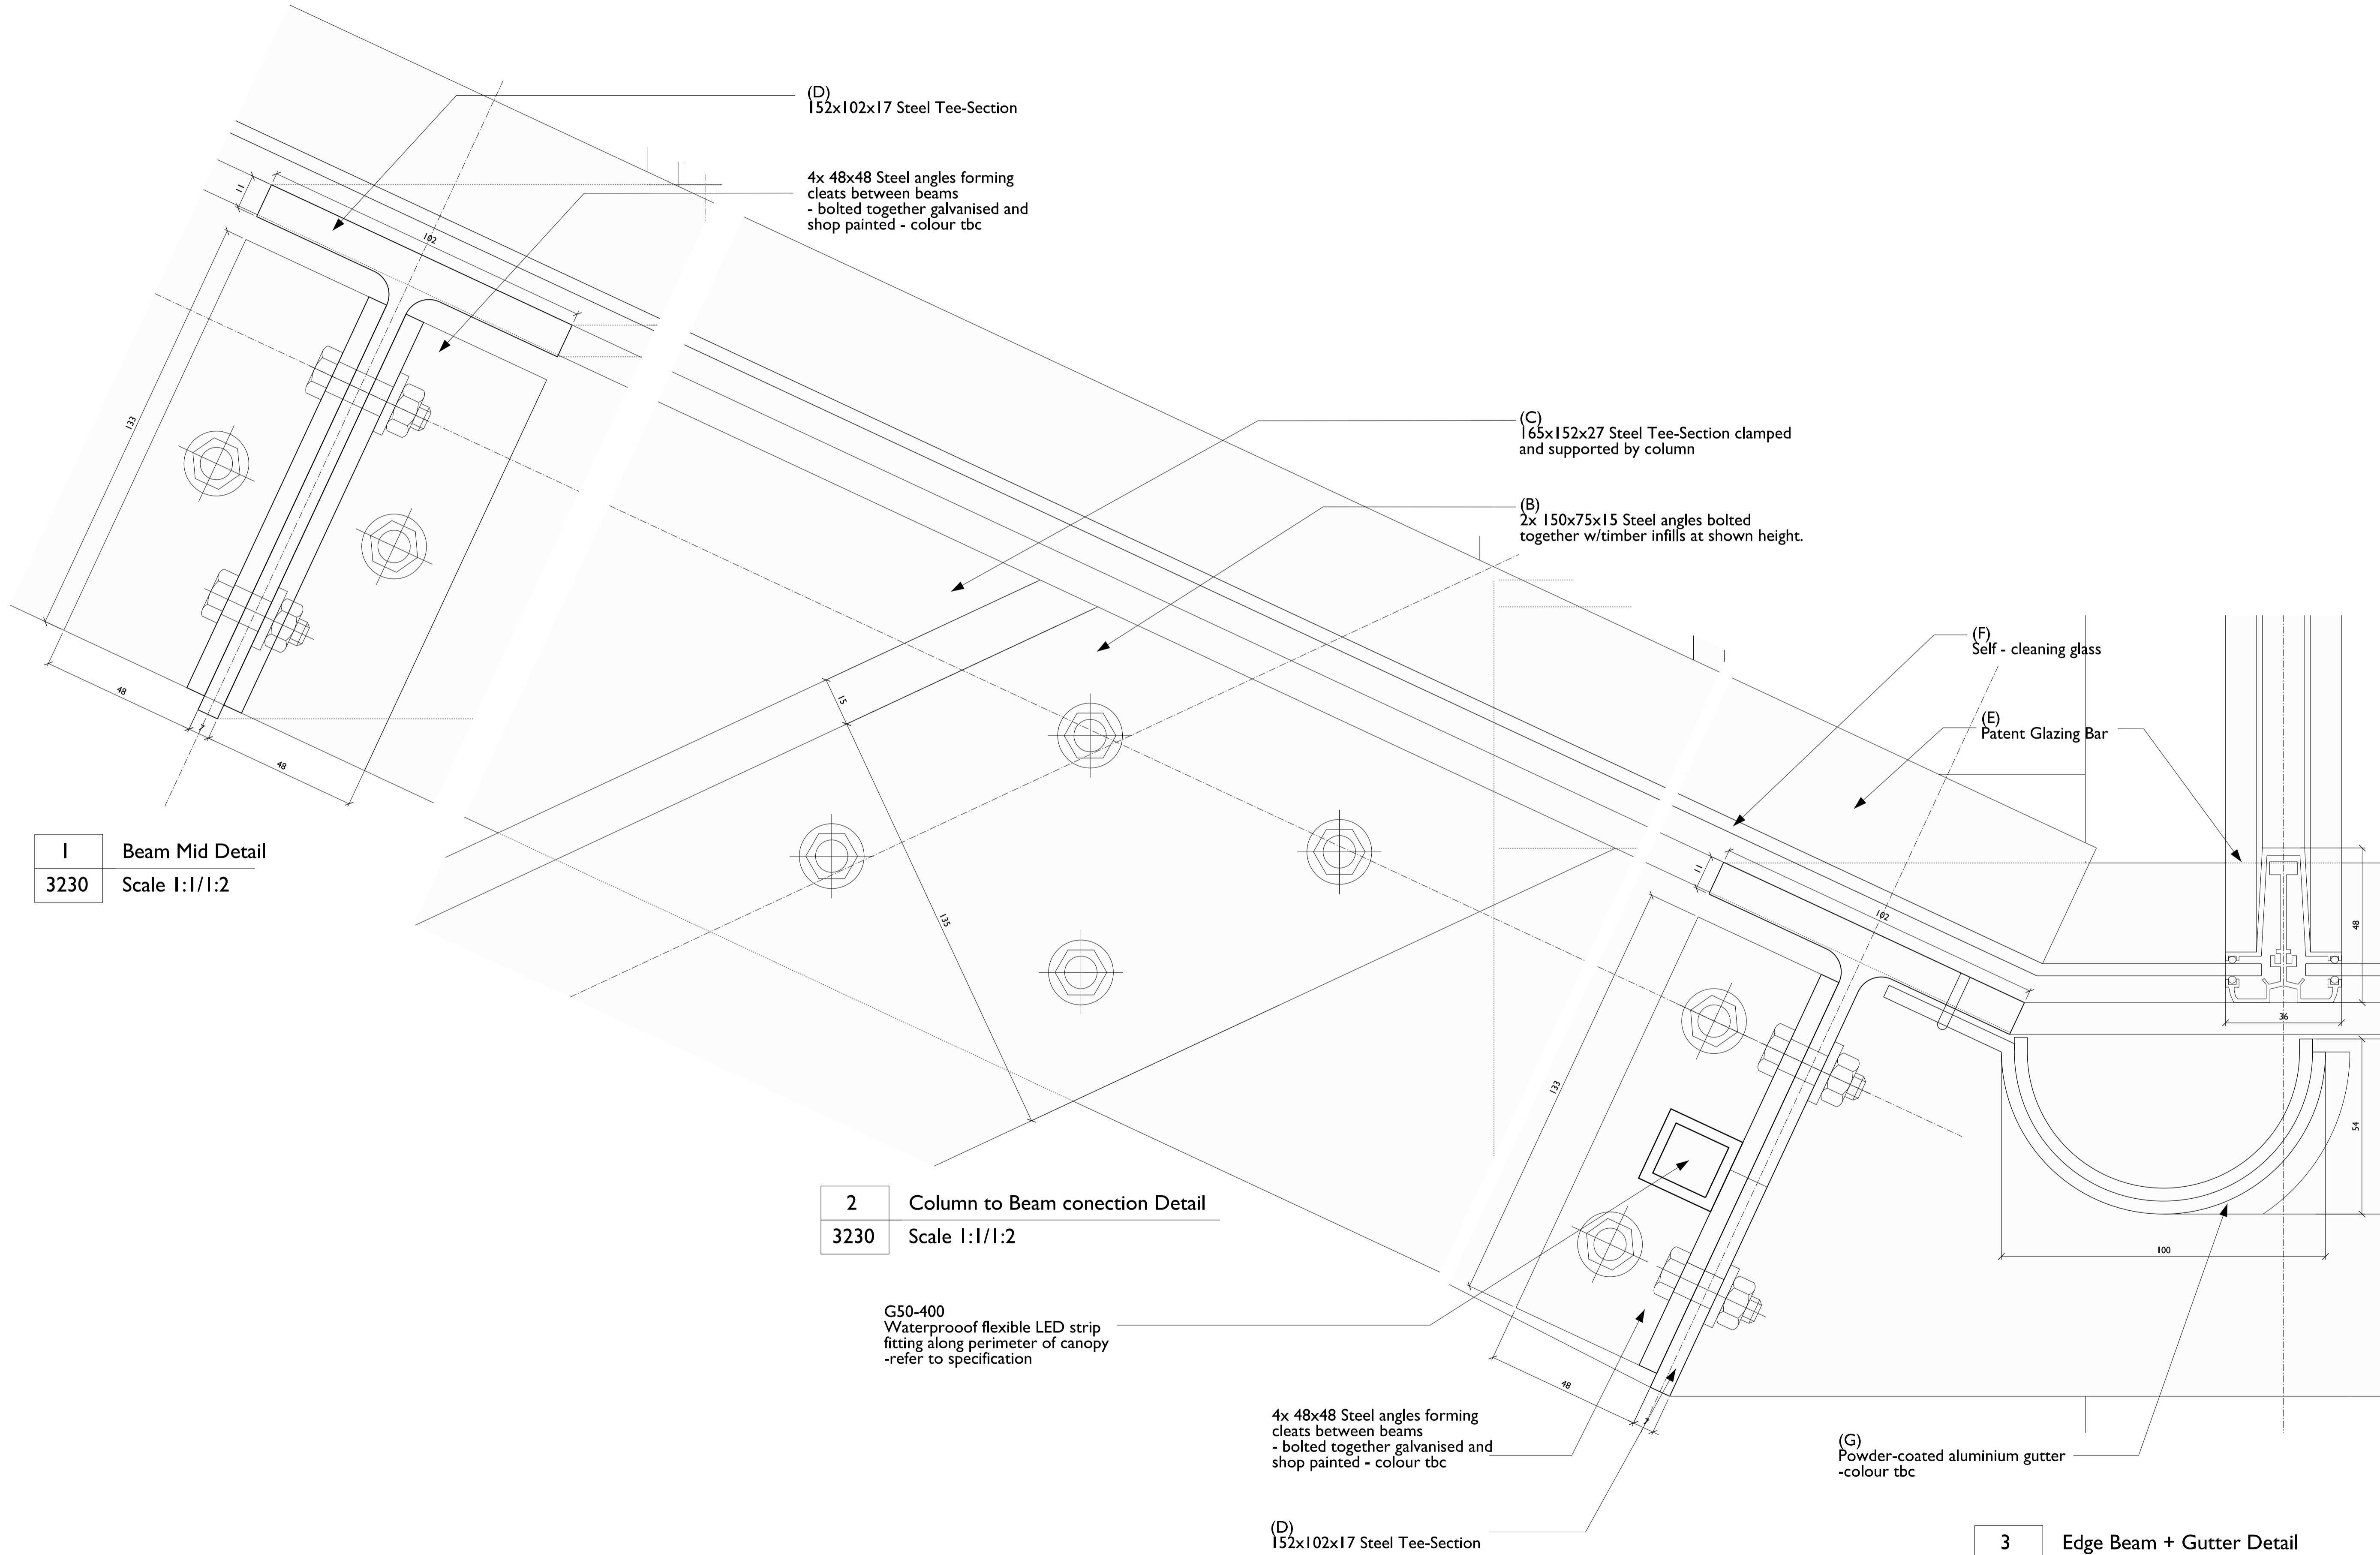 (D)
152x102x17 Steel Tee-Section
4x 48x48 Steel angles forming
cleats between beams
- bolted together galvanised and
shop painted - colour tbc
11
102
133
48
7
48
1
Beam Mid Detail
3230
Scale 1:1/1:2
(C)
165x152x27 Steel Tee-Section clamped
and supported by column
(B)
2x 150x75x15 Steel angles bolted
together w/timber infills at shown height.
15
135
2
Column to Beam conection Detail
3230
Scale 1:1/1:2
(F)
Self - cleaning glass
(E)
Patent Glazing Bar
11
102
133
48
7
48
36
54
100
G50-400
Waterprooof flexible LED strip
fitting along perimeter of canopy
-refer to specification
4x 48x48 Steel angles forming
cleats between beams
- bolted together galvanised and
shop painted - colour tbc
(D)
152x102x17 Steel Tee-Section
(G)
Powder-coated aluminium gutter
-colour tbc
3
Edge Beam + Gutter Detail